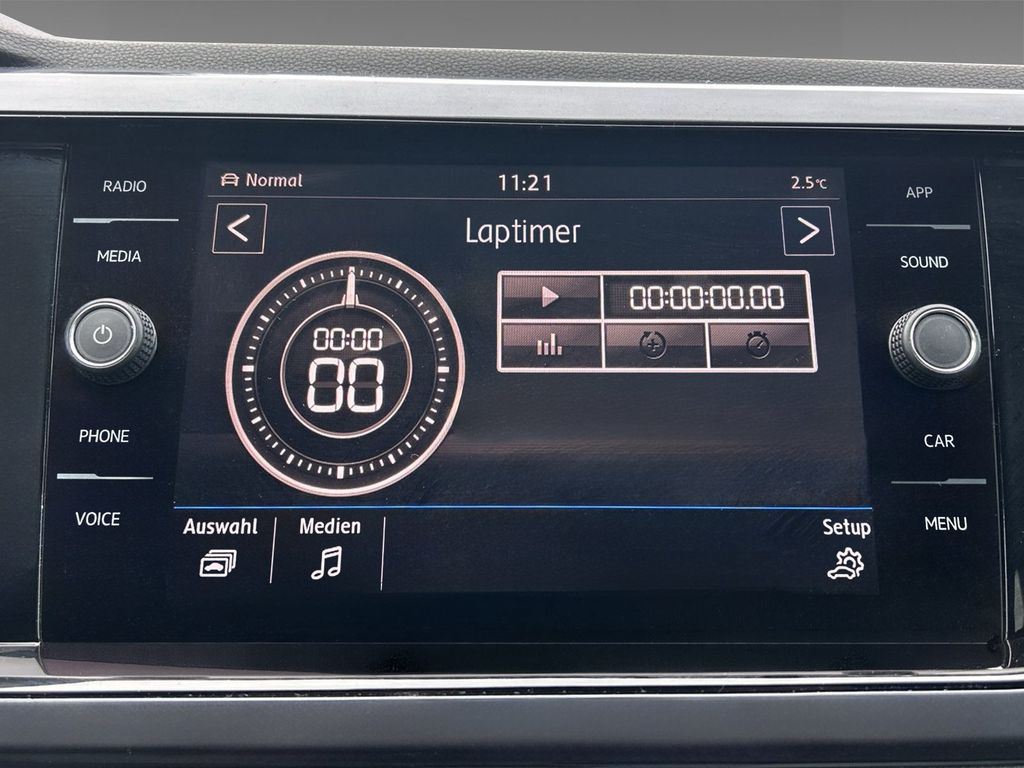 Normal 11:21 2.5°C
RADIO
APP
Laptimer
MEDIA
SOUND
00:00:00.00
00:00
00
PHONE
CAR
VOICE
MENU
Auswahl Medien Setup